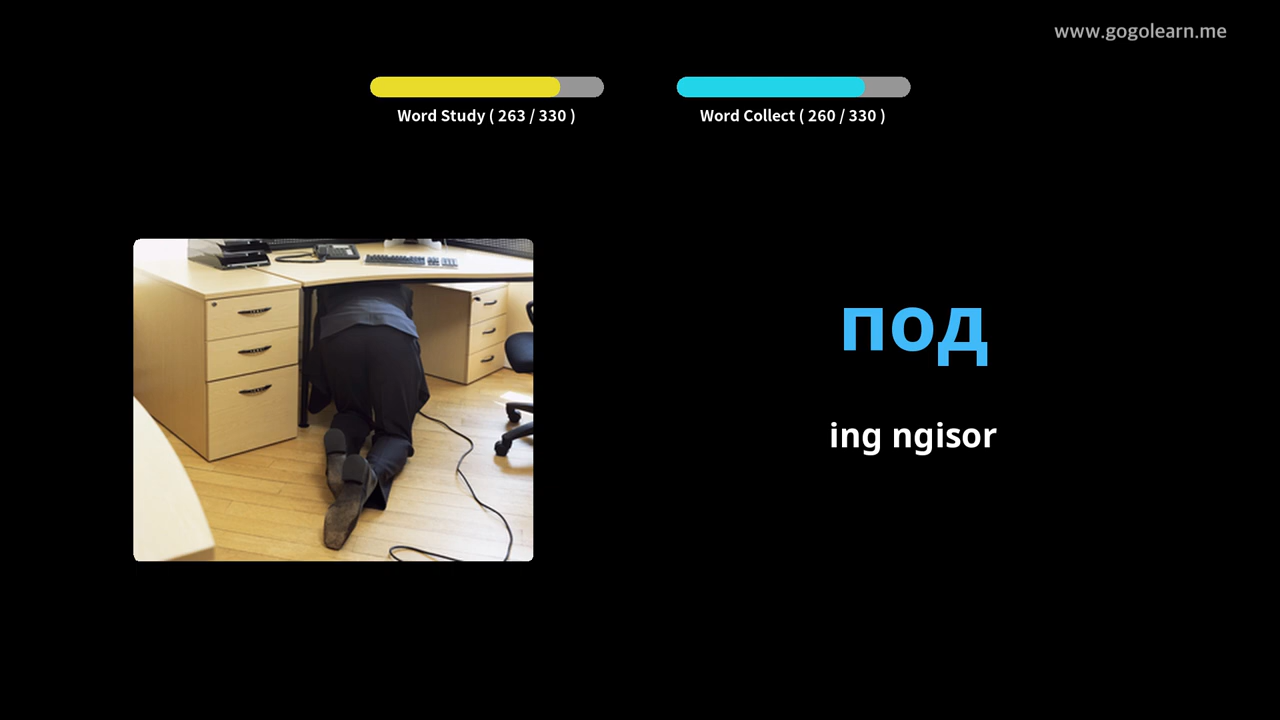 www.gogolearn.me
Word Study ( 263 / 330 )
Word Collect ( 260 / 330 )
под
ing ngisor